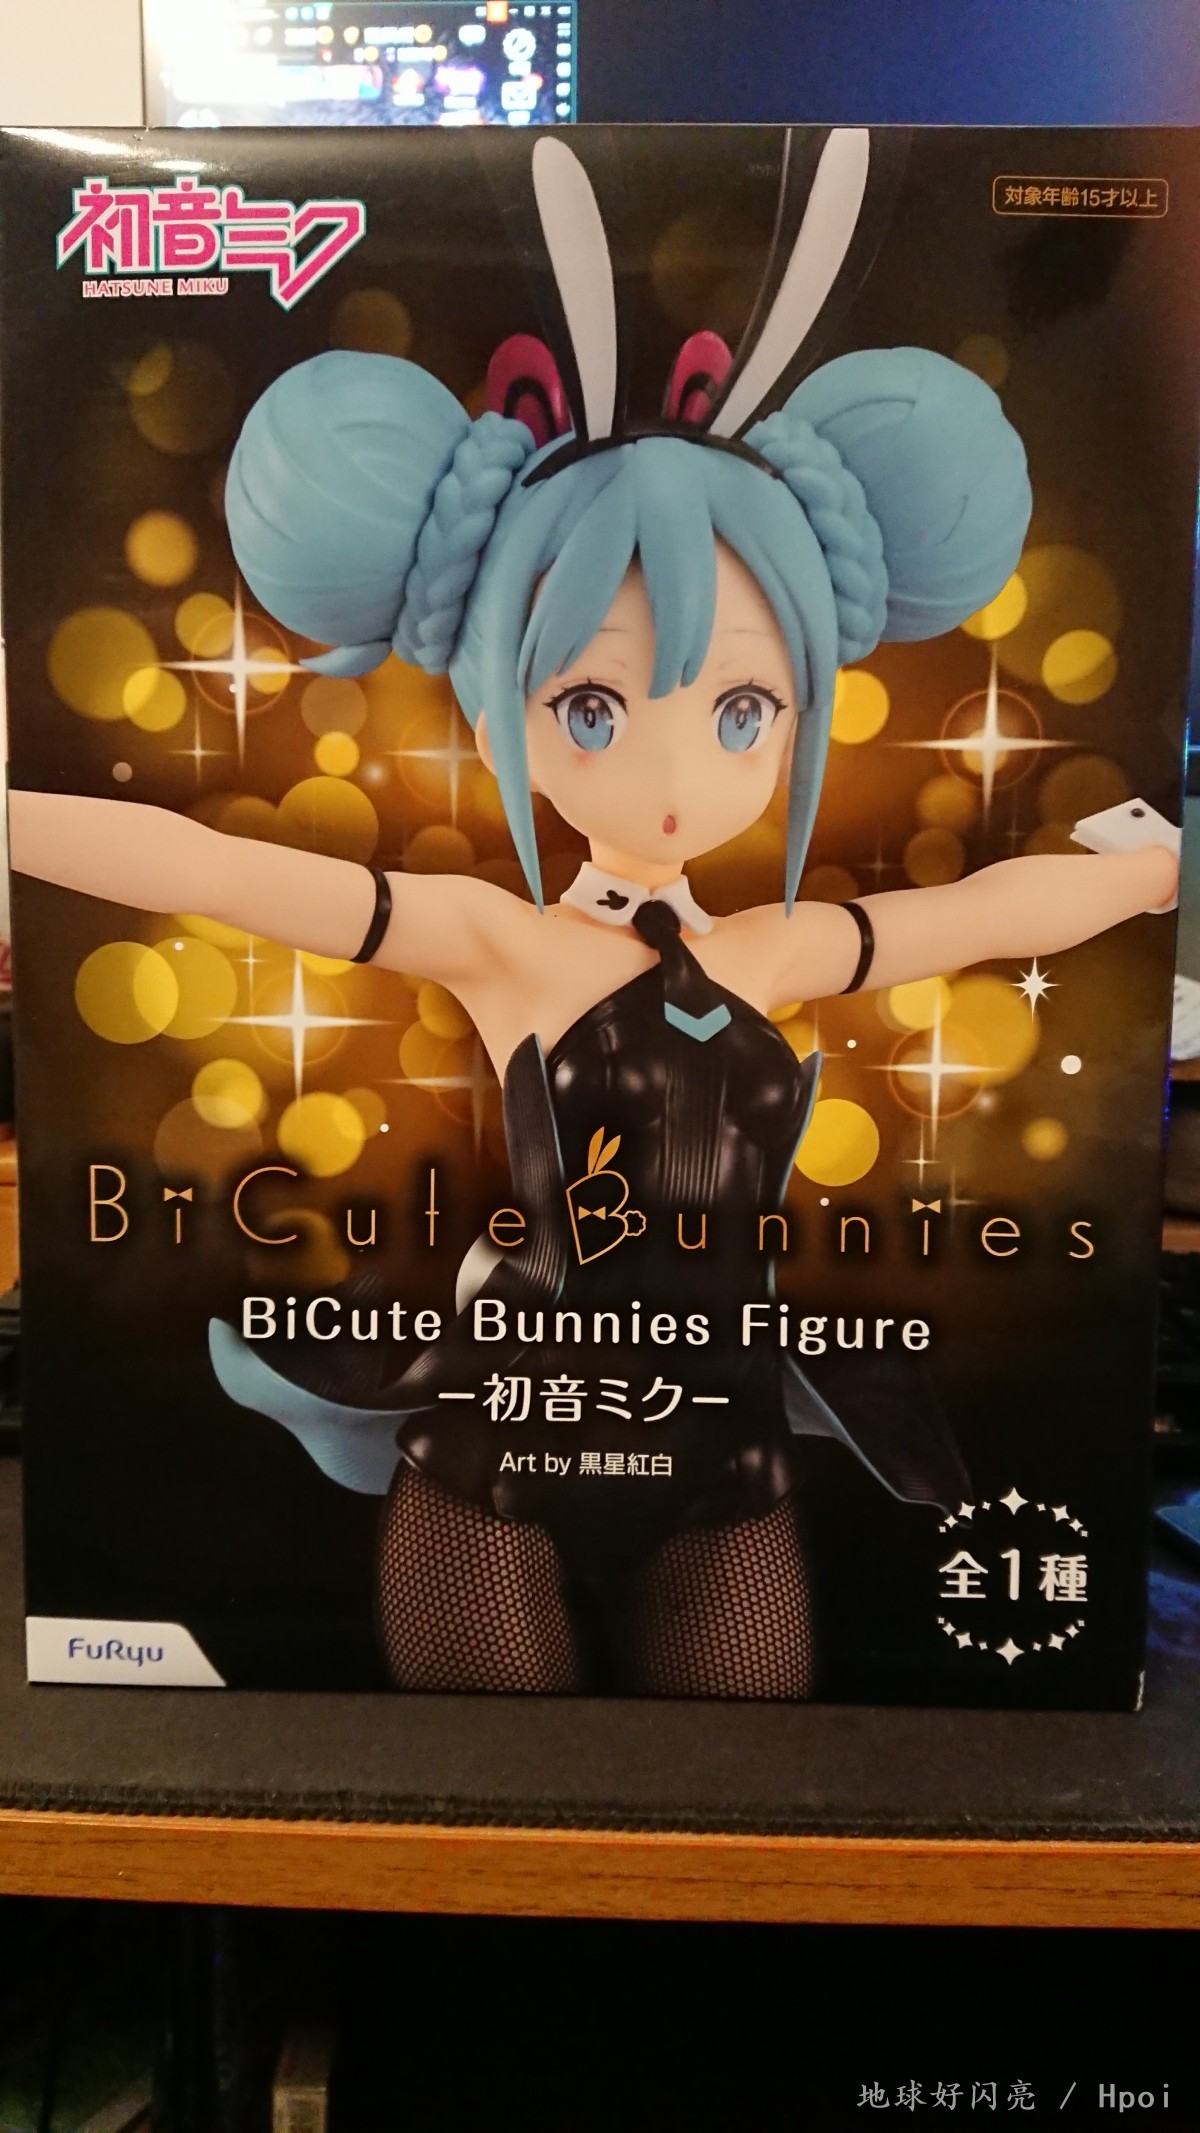 初音ミク
HATSUNE MIKU
対象年齢15才以上
BiCute Bunnies
BiCute Bunnies Figure
ー初音ミクー
Art by 黒星紅白
全1種
FuRyu
地球好闪亮 / Hpoi